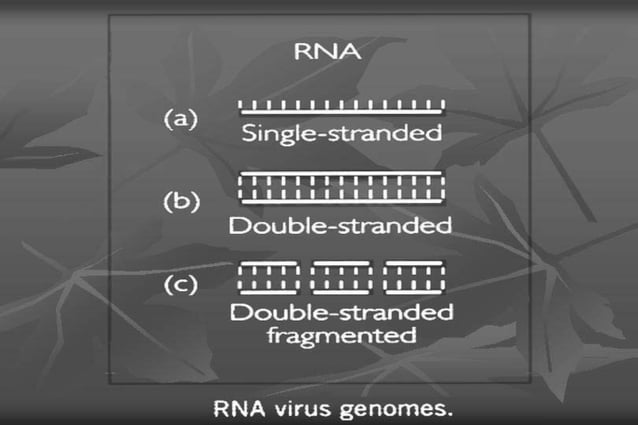 RNA
(a)
Single-stranded
(b)
Double-stranded
(c)
Double-stranded
fragmented
RNA virus genomes.